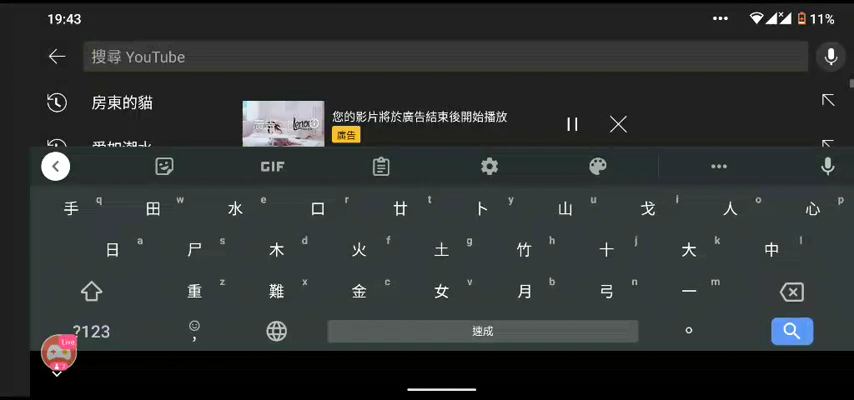 19:43
11%
搜尋 YouTube
房東的貓
您的影片將於廣告結束後開始播放
廣告
GIF
手 q 田 w 水 e 口 r 廿 t 卜 y 山 u 戈 i 人 o 心 p
日 a 尸 s 木 d 火 f 土 g 竹 h 十 j 大 k 中 l
重 z 難 x 金 c 女 v 月 b 弓 n 一 m
?123 , 速成 。
Live